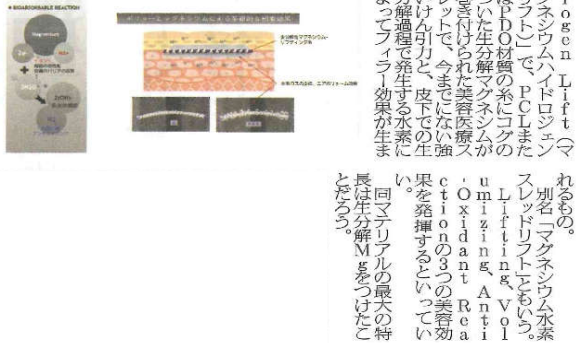 rogen Lift（マ
グネシウムハイドロジェン
リフト）」で、PCLまた
はPDO材質の糸にコグの
ついた生分解マグネシウムが
巻き付けられた美容医療ス
レッドで、今までにない強
いけん引力と、皮下での生
分解過程で発生する水素に
よってフィラー効果が生ま
れるもの。
別名「マグネシウム水素
スレッドリフト」ともいう。
Lifting、Vol
umizing、Anti
-Oxidant Rea
ctionの3つの美容効
果を発揮するといってい
い。
同マテリアルの最大の特
長は生分解Mgをつけたこ
とだろう。
BIOABSORBABLE REACTION
Magnesium